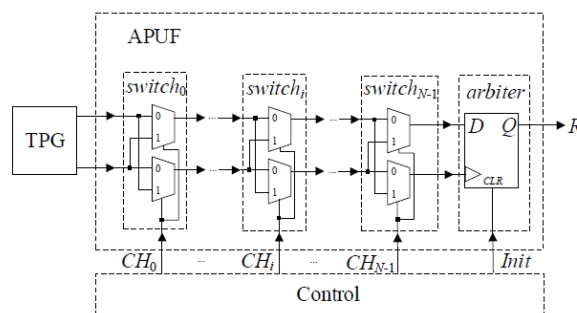 APUF
switch0 switchi switchN-1 arbiter
TPG
0 0 0 D Q R
1 1 1
0 0 0
1 1 1 CLR
... ...
... ...
CH0 ... CHi ... CHN-1 Init
Control